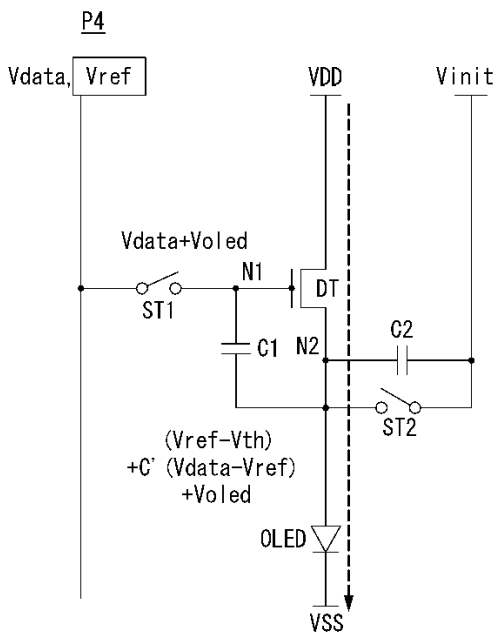 P4
Vdata, Vref
VDD
Vinit
Vdata+Voled
N1
DT
ST1
C1
N2
C2
ST2
(Vref-Vth)
+C' (Vdata-Vref)
+Voled
OLED
VSS